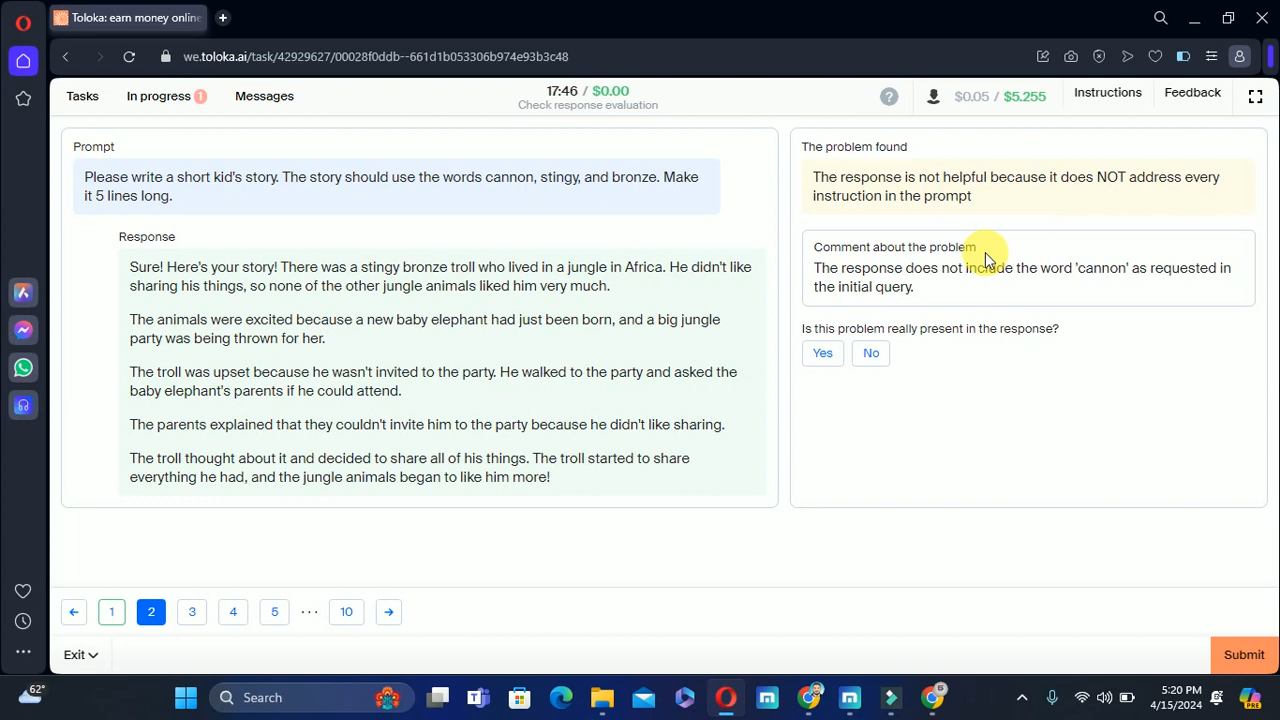 Toloka: earn money online
we.toloka.ai/task/42929627/00028f0ddb--661d1b053306b974e93b3c48
Tasks
In progress 1
Messages
17:46 / $0.00
Check response evaluation
?
$0.05 / $5.255
Instructions
Feedback
Prompt
Please write a short kid's story. The story should use the words cannon, stingy, and bronze. Make
it 5 lines long.
Response
Sure! Here's your story! There was a stingy bronze troll who lived in a jungle in Africa. He didn't like
sharing his things, so none of the other jungle animals liked him very much.
The animals were excited because a new baby elephant had just been born, and a big jungle
party was being thrown for her.
The troll was upset because he wasn't invited to the party. He walked to the party and asked the
baby elephant's parents if he could attend.
The parents explained that they couldn't invite him to the party because he didn't like sharing.
The troll thought about it and decided to share all of his things. The troll started to share
everything he had, and the jungle animals began to like him more!
The problem found
The response is not helpful because it does NOT address every
instruction in the prompt
Comment about the problem
The response does not include the word 'cannon' as requested in
the initial query.
Is this problem really present in the response?
Yes
No
1
2
3
4
5
...
10
Exit
Submit
62°
Search
5:20 PM
4/15/2024
PRE